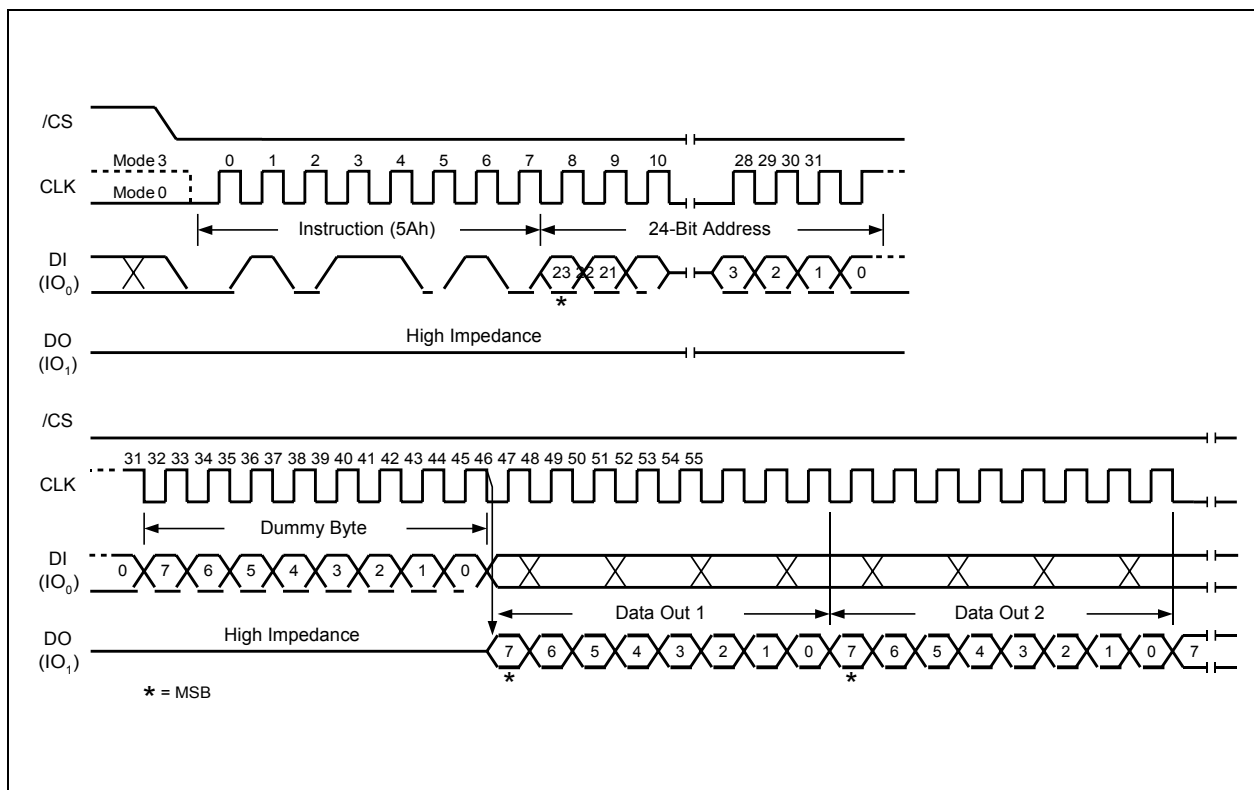 /CS
Mode 3
0 1 2 3 4 5 6 7 8 9 10 28 29 30 31
CLK
Mode 0
Instruction (5Ah) 24-Bit Address
DI
(IO0)
23 22 21 3 2 1 0
*
High Impedance
DO
(IO1)
/CS
31 32 33 34 35 36 37 38 39 40 41 42 43 44 45 46 47 48 49 50 51 52 53 54 55
CLK
Dummy Byte
DI
(IO0)
0 7 6 5 4 3 2 1 0
Data Out 1 Data Out 2
High Impedance
DO
(IO1)
7 6 5 4 3 2 1 0 7 6 5 4 3 2 1 0 7
* *
* = MSB